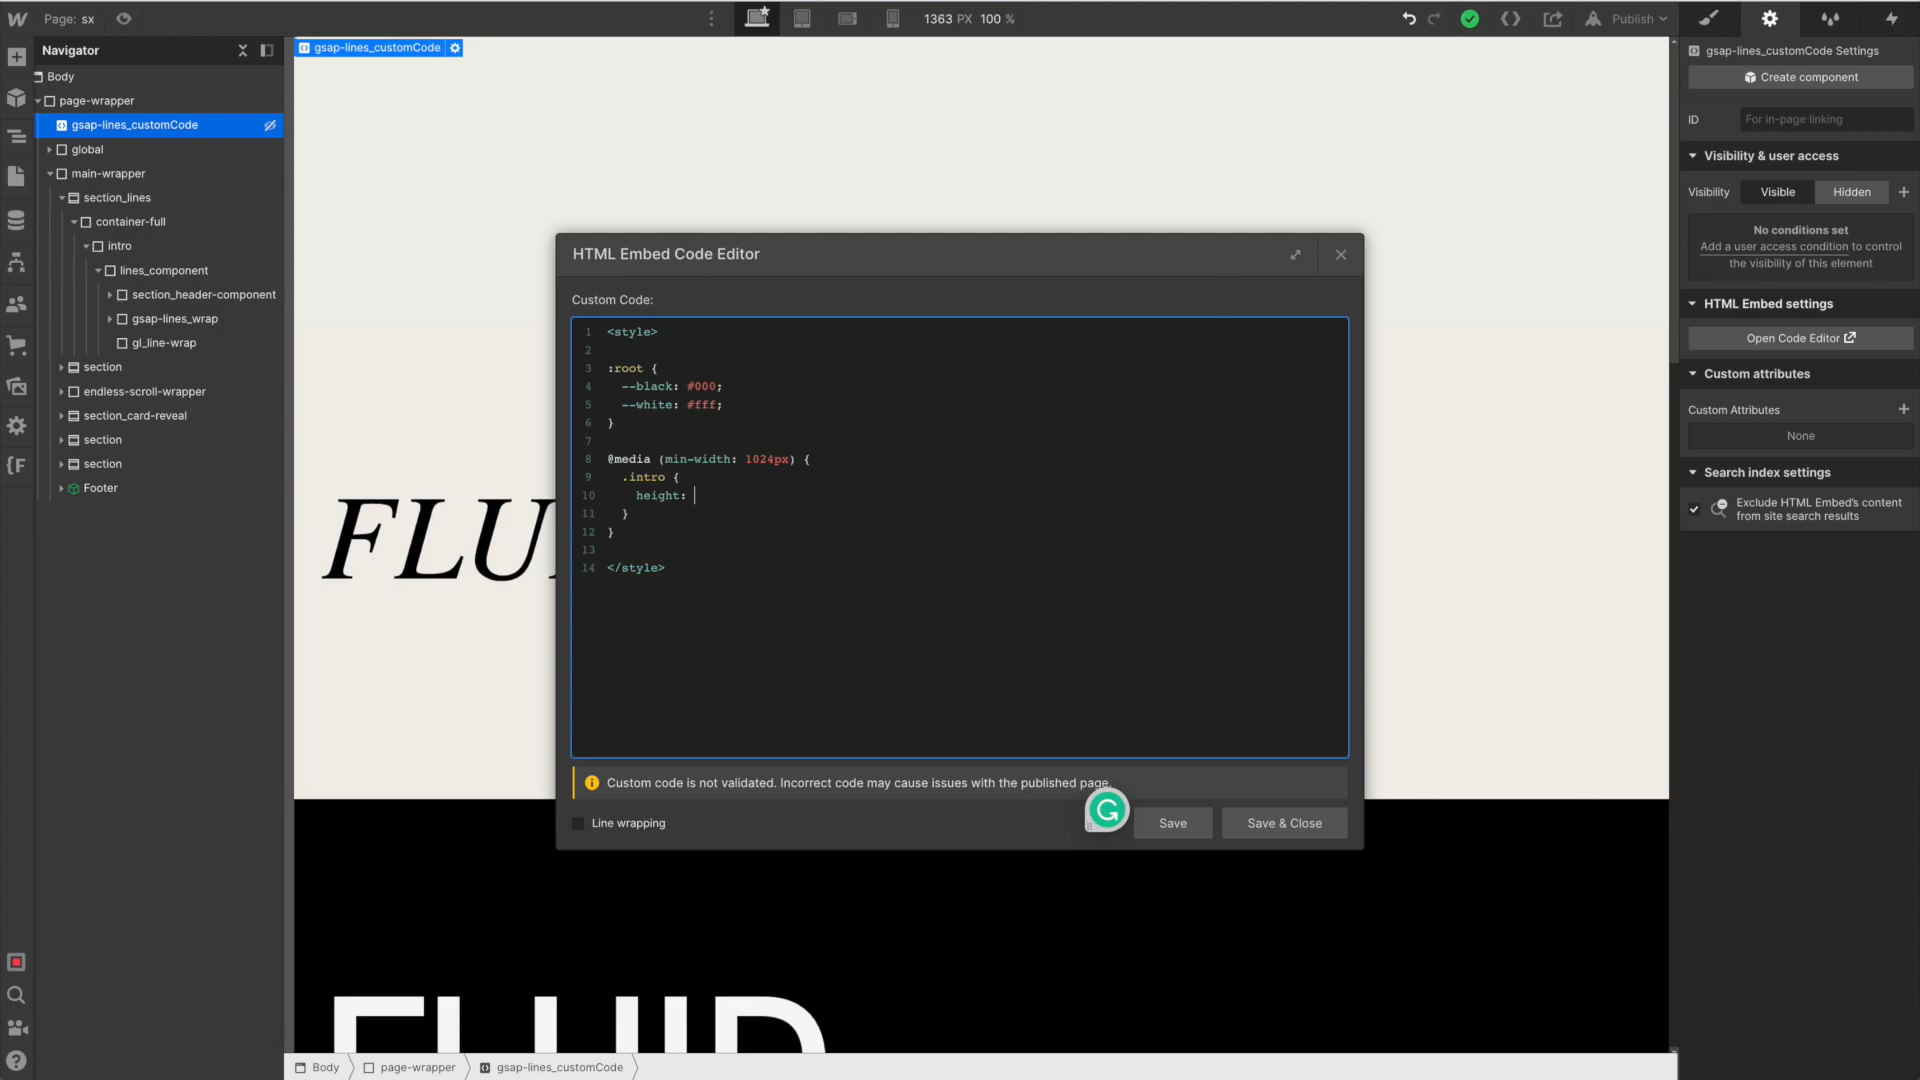 Page: sx
1363 PX 100 %
Publish
Navigator
gsap-lines_customCode
gsap-lines_customCode Settings
Body
Create component
page-wrapper
gsap-lines_customCode
ID
For in-page linking
global
Visibility & user access
main-wrapper
Visibility
Visible
Hidden
section_lines
container-full
No conditions set
Add a user access condition to control
the visibility of this element
intro
lines_component
section_header-component
HTML Embed settings
gsap-lines_wrap
Open Code Editor
gl_line-wrap
section
Custom attributes
endless-scroll-wrapper
Custom Attributes
section_card-reveal
None
section
section
Search index settings
Footer
Exclude HTML Embed's content
from site search results
HTML Embed Code Editor
Custom Code:
1 <style>
2
3 :root {
4 --black: #000;
5 --white: #fff;
6 }
7
8 @media (min-width: 1024px) {
9 .intro {
10 height:
11 }
12 }
13
14 </style>
Custom code is not validated. Incorrect code may cause issues with the published page.
Line wrapping
Save
Save & Close
FLUID
Body
page-wrapper
gsap-lines_customCode